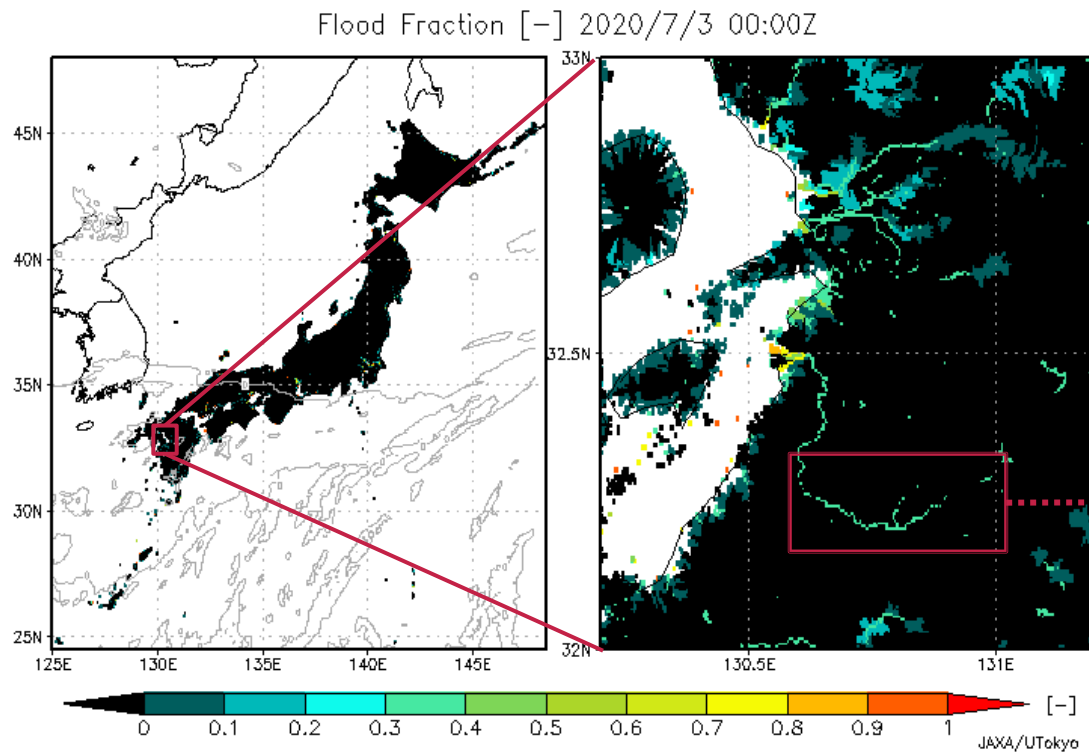 Flood Fraction [-] 2020/7/3 00:00Z
45N
40N
35N
30N
25N
125E 130E 135E 140E 145E
33N
32.5N
32N
130.5E 131E
0 0.1 0.2 0.3 0.4 0.5 0.6 0.7 0.8 0.9 1 [-]
JAXA/UTokyo